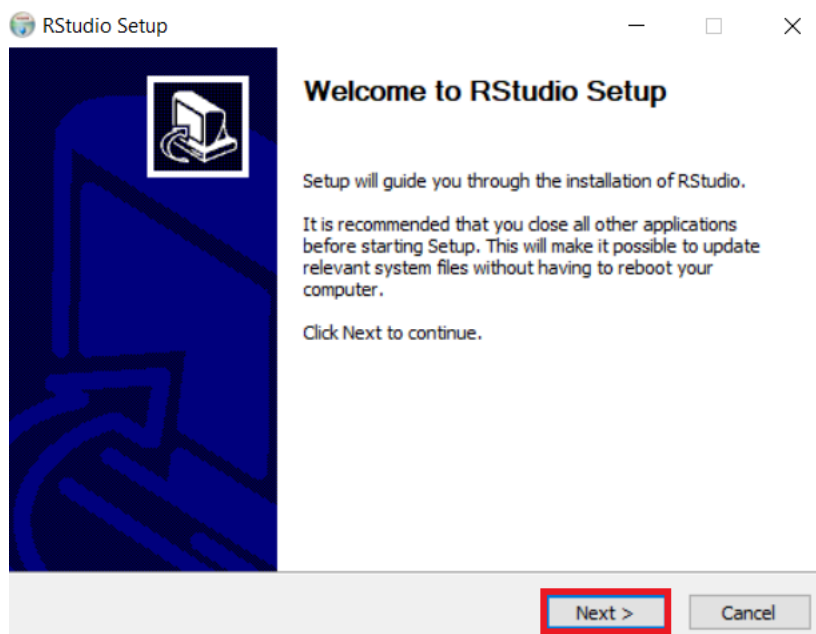 RStudio Setup
Welcome to RStudio Setup
Setup will guide you through the installation of RStudio.
It is recommended that you close all other applications
before starting Setup. This will make it possible to update
relevant system files without having to reboot your
computer.
Click Next to continue.
Next >
Cancel